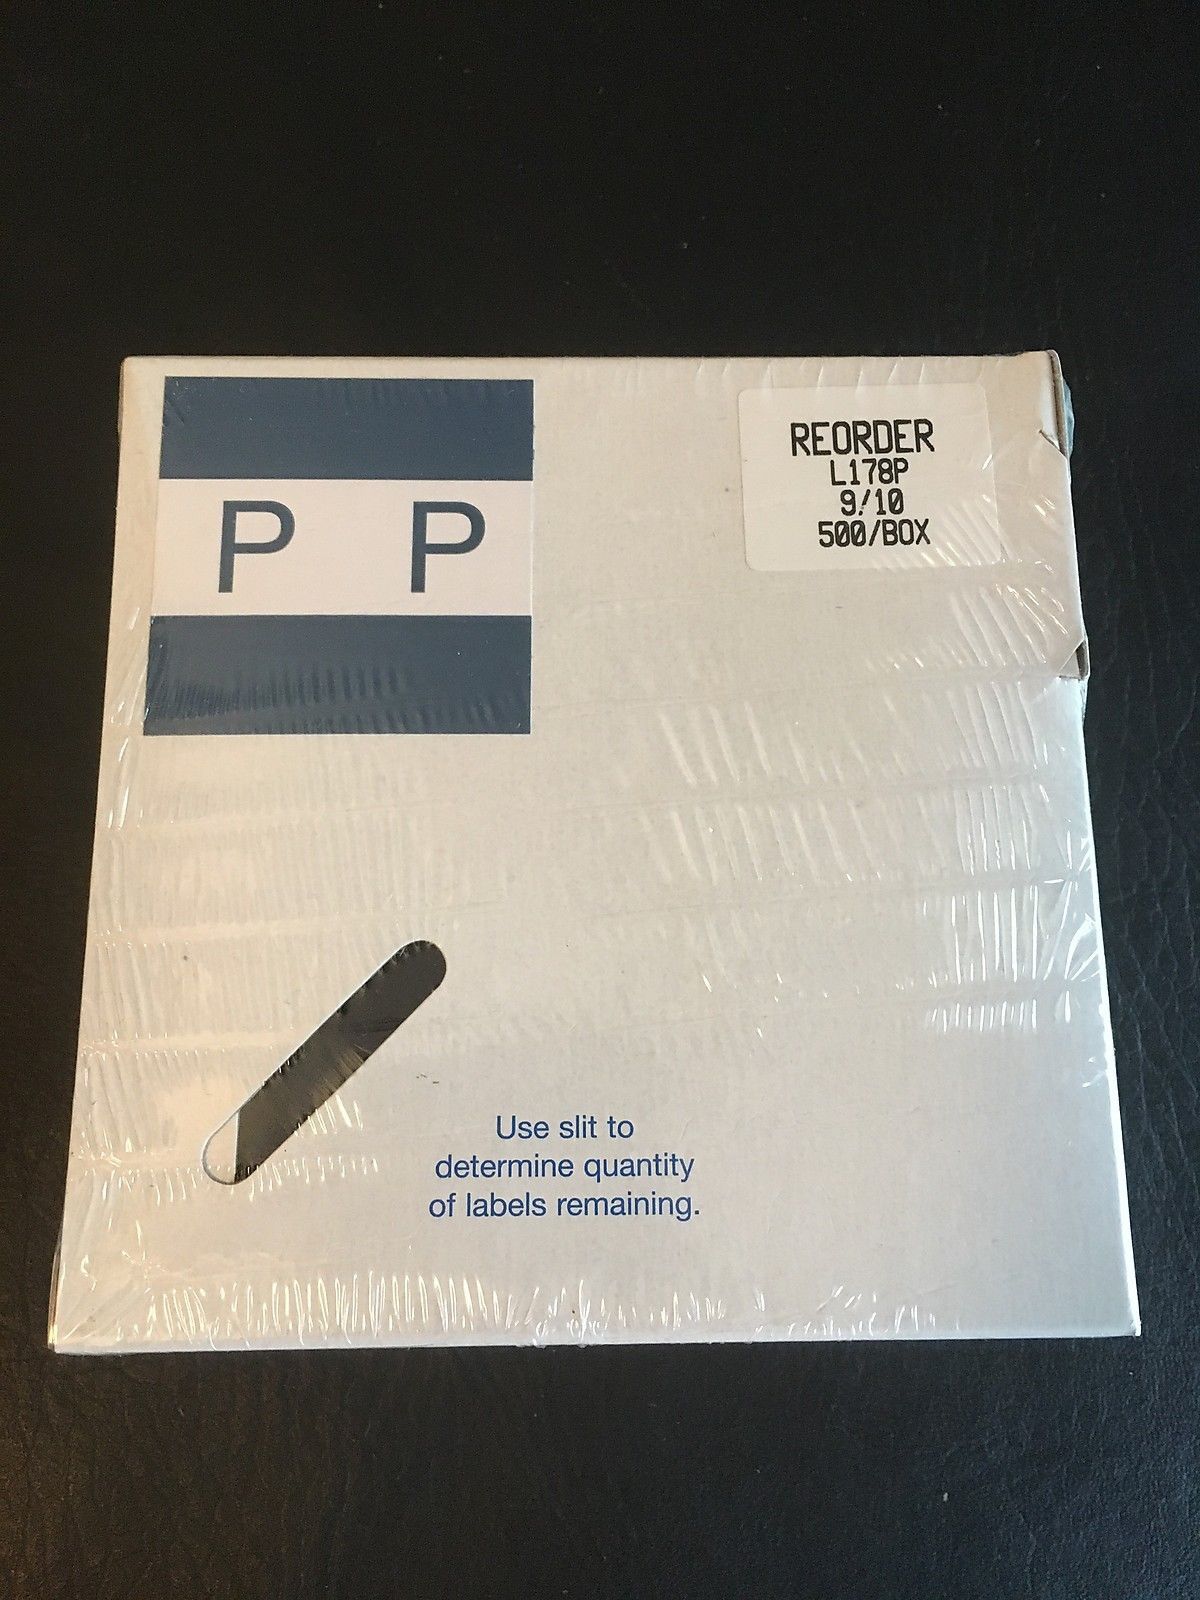 P P
REORDER
L178P
9/10
500/BOX
Use slit to
determine quantity
of labels remaining.